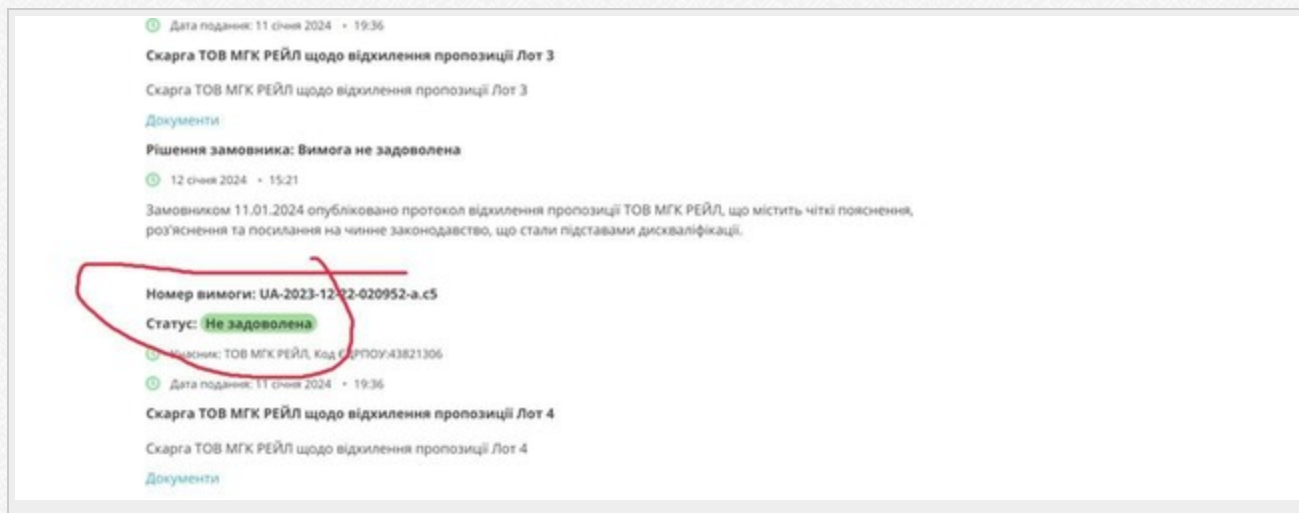 Дата подання: 11 січня 2024 • 19:36
Скарга ТОВ МГК РЕЙЛ щодо відхилення пропозиції Лот 3
Скарга ТОВ МГК РЕЙЛ щодо відхилення пропозиції Лот 3
Документи
Рішення замовника: Вимога не задоволена
12 січня 2024 • 15:21
Замовником 11.01.2024 опубліковано протокол відхилення пропозиції ТОВ МГК РЕЙЛ, що містить чіткі пояснення,
роз'яснення та посилання на чинне законодавство, що стали підставами дискваліфікації.
Номер вимоги: UA-2023-12-22-020952-a.c5
Статус: Не задоволена
Учасник: ТОВ МГК РЕЙЛ, Код ЄДРПОУ:43821306
Дата подання: 11 січня 2024 • 19:36
Скарга ТОВ МГК РЕЙЛ щодо відхилення пропозиції Лот 4
Скарга ТОВ МГК РЕЙЛ щодо відхилення пропозиції Лот 4
Документи